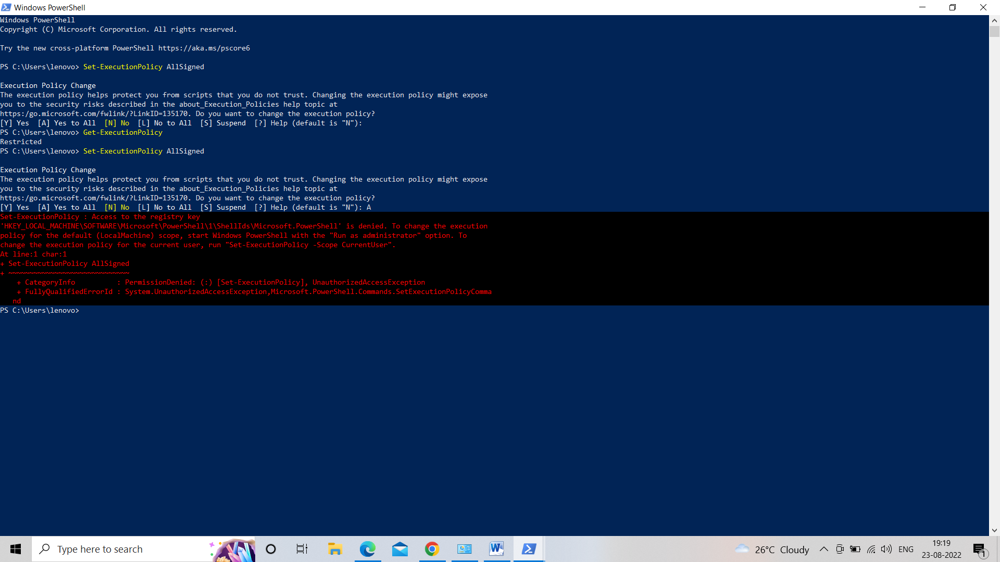 Windows PowerShell
Windows PowerShell
Copyright (C) Microsoft Corporation. All rights reserved.
Try the new cross-platform PowerShell https://aka.ms/pscore6
PS C:\Users\lenovo> Set-ExecutionPolicy AllSigned
Execution Policy Change
The execution policy helps protect you from scripts that you do not trust. Changing the execution policy might expose
you to the security risks described in the about_Execution_Policies help topic at
https:/go.microsoft.com/fwlink/?LinkID=135170. Do you want to change the execution policy?
[Y] Yes  [A] Yes to All  [N] No  [L] No to All  [S] Suspend  [?] Help (default is "N"):
PS C:\Users\lenovo> Get-ExecutionPolicy
Restricted
PS C:\Users\lenovo> Set-ExecutionPolicy AllSigned
Execution Policy Change
The execution policy helps protect you from scripts that you do not trust. Changing the execution policy might expose
you to the security risks described in the about_Execution_Policies help topic at
https:/go.microsoft.com/fwlink/?LinkID=135170. Do you want to change the execution policy?
[Y] Yes  [A] Yes to All  [N] No  [L] No to All  [S] Suspend  [?] Help (default is "N"): A
Set-ExecutionPolicy : Access to the registry key
'HKEY_LOCAL_MACHINE\SOFTWARE\Microsoft\PowerShell\1\ShellIds\Microsoft.PowerShell' is denied. To change the execution
policy for the default (LocalMachine) scope, start Windows PowerShell with the "Run as administrator" option. To
change the execution policy for the current user, run "Set-ExecutionPolicy -Scope CurrentUser".
At line:1 char:1
+ Set-ExecutionPolicy AllSigned
+ ~~~~~~~~~~~~~~~~~~~~~~~~~~~~~
    + CategoryInfo          : PermissionDenied: (:) [Set-ExecutionPolicy], UnauthorizedAccessException
    + FullyQualifiedErrorId : System.UnauthorizedAccessException,Microsoft.PowerShell.Commands.SetExecutionPolicyComma
   nd
PS C:\Users\lenovo>
Type here to search
26°C Cloudy
ENG
19:19
23-08-2022
1